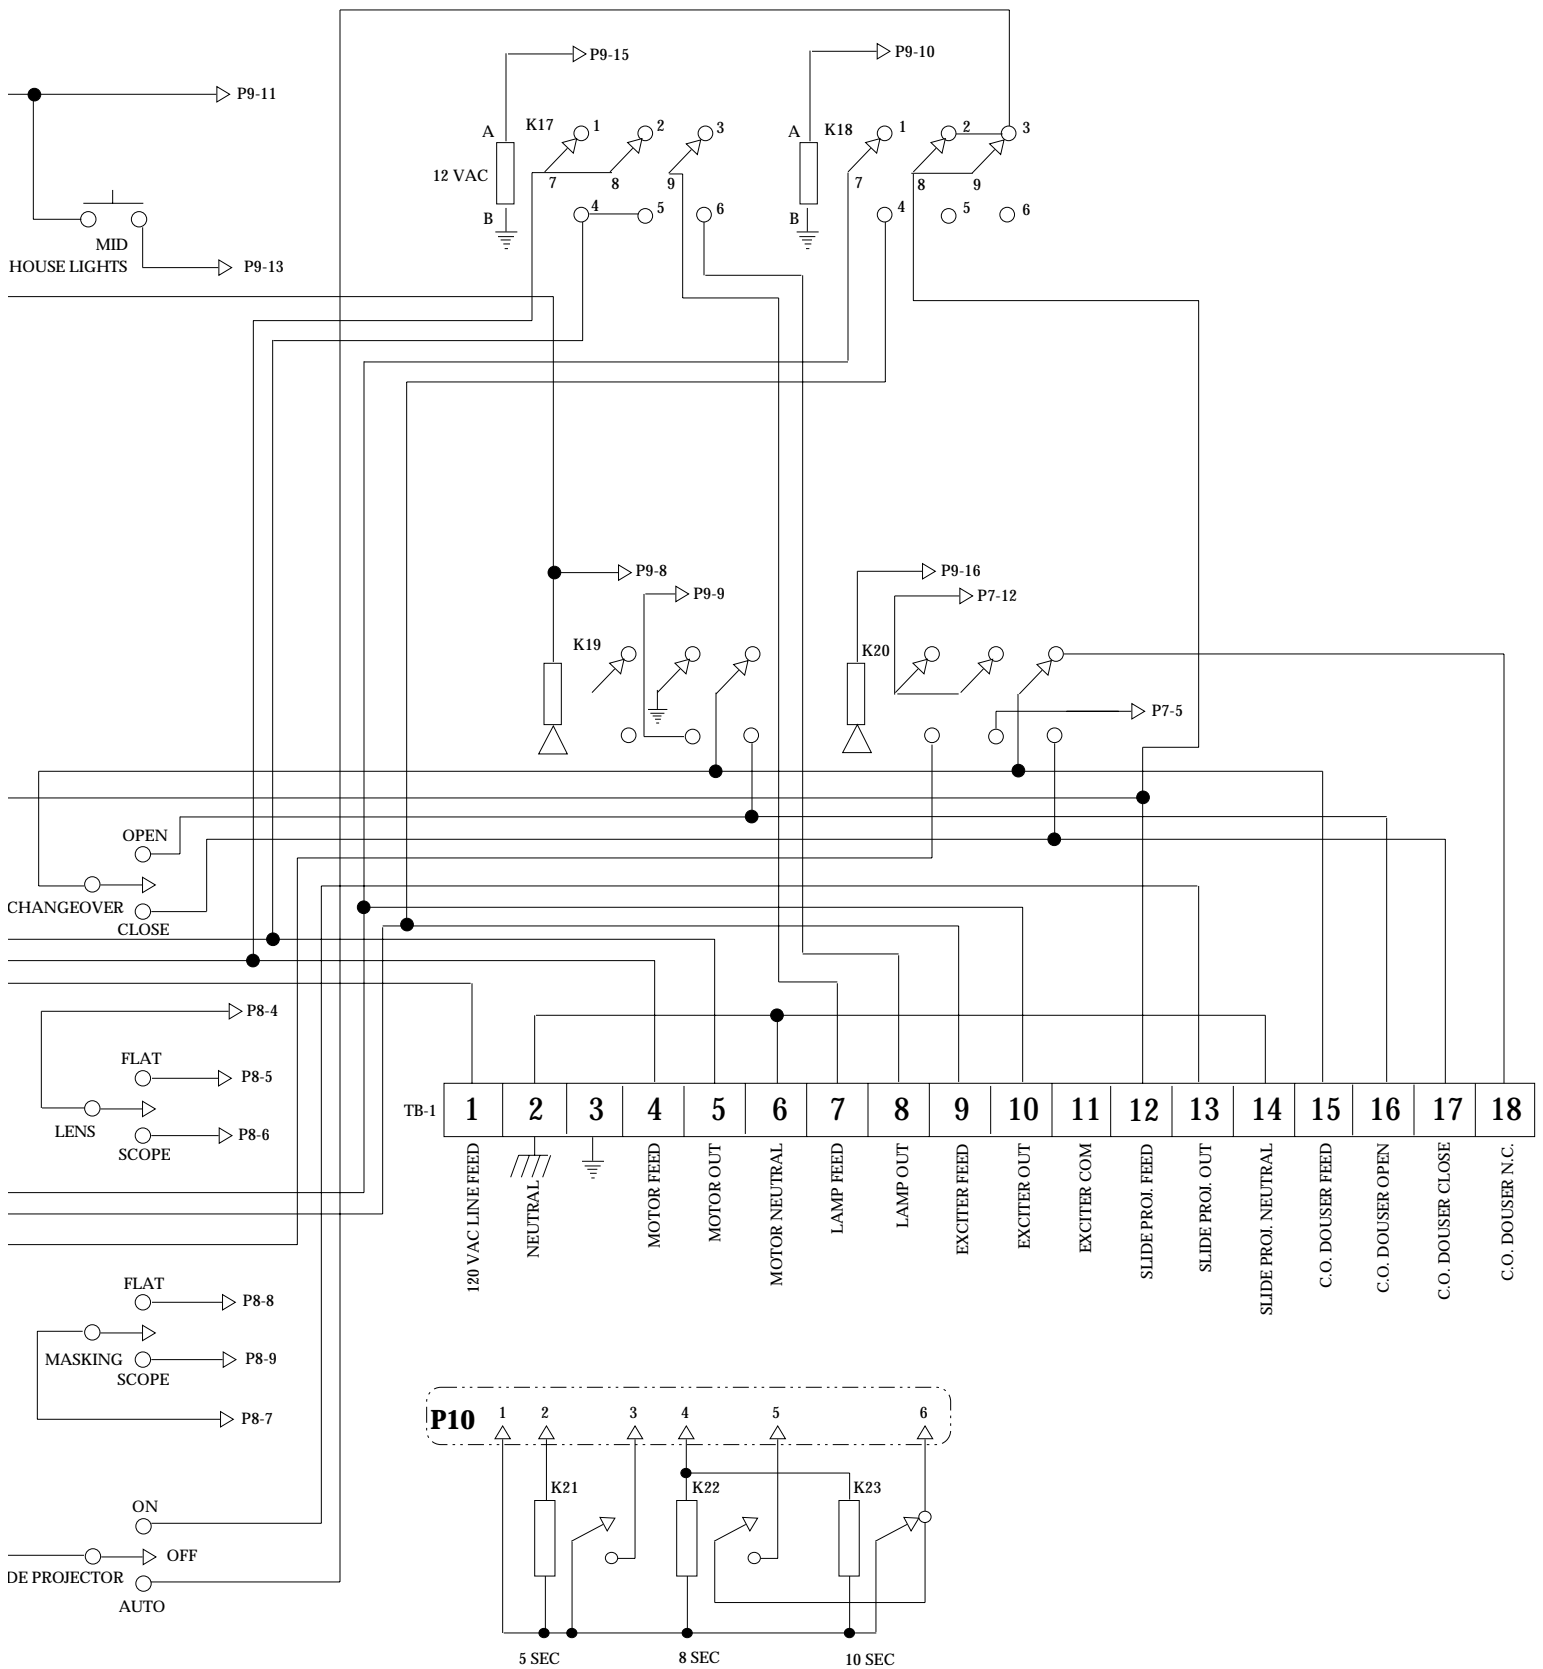 P9-15
P9-10
P9-11
A K17 1 2 3
A K18 1 2 3
12 VAC
7 8 9
7 8 9
B 4 5 6
B 4 5 6
MID
HOUSE LIGHTS
P9-13
P9-8
P9-16
P9-9
P7-12
K19
K20
P7-5
OPEN
CHANGEOVER
CLOSE
P8-4
FLAT
P8-5
LENS
P8-6
SCOPE
TB-1 1 2 3 4 5 6 7 8 9 10 11 12 13 14 15 16 17 18
120 VAC LINE FEED
NEUTRAL
MOTOR FEED
MOTOR OUT
MOTOR NEUTRAL
LAMP FEED
LAMP OUT
EXCITER FEED
EXCITER OUT
EXCITER COM
SLIDE PROJ. FEED
SLIDE PROJ. OUT
SLIDE PROJ. NEUTRAL
C.O. DOUSER FEED
C.O. DOUSER OPEN
C.O. DOUSER CLOSE
C.O. DOUSER N.C.
FLAT
P8-8
MASKING
P8-9
SCOPE
P8-7
P10 1 2 3 4 5 6
K21 K22 K23
ON
OFF
DE PROJECTOR
AUTO
5 SEC 8 SEC 10 SEC